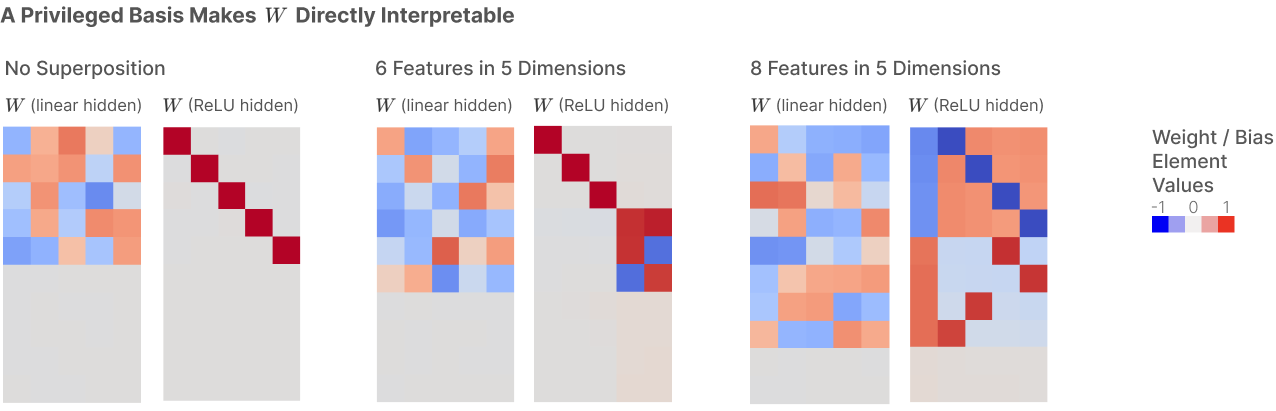 A Privileged Basis Makes W Directly Interpretable
No Superposition
6 Features in 5 Dimensions
8 Features in 5 Dimensions
W (linear hidden)
W (ReLU hidden)
W (linear hidden)
W (ReLU hidden)
W (linear hidden)
W (ReLU hidden)
Weight / Bias
Element
Values
-1 0 1